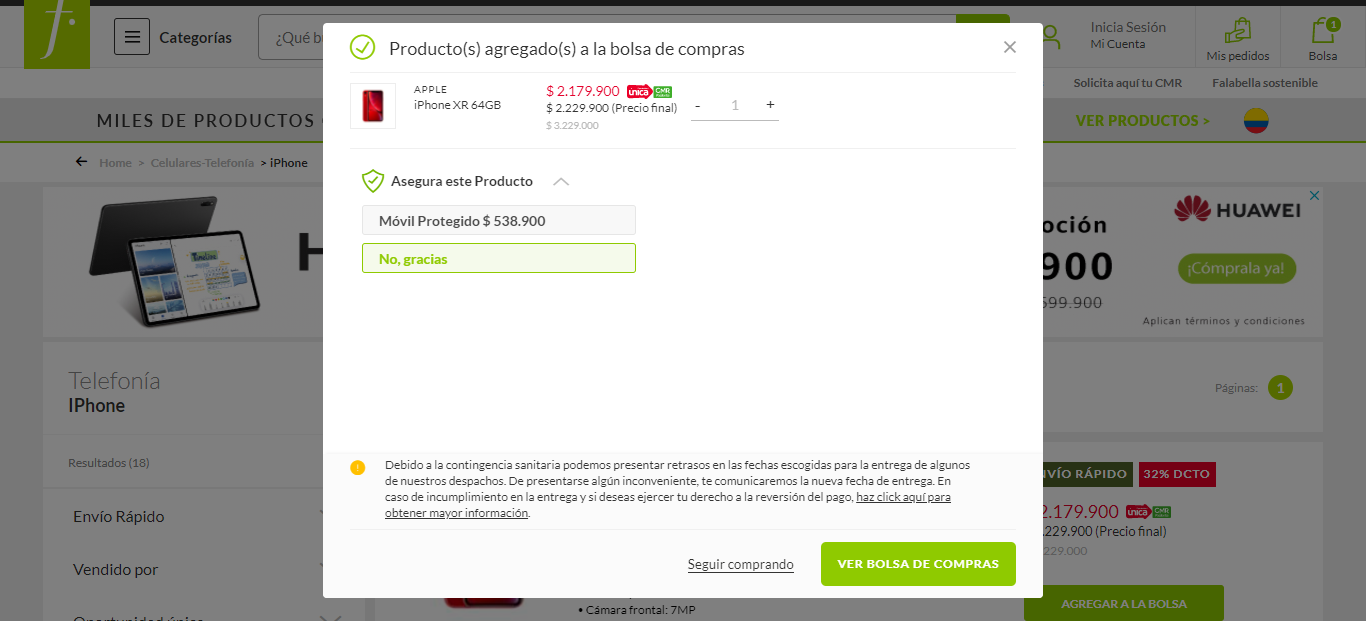 f.
Categorías
¿Qué bu
Inicia Sesión
Mi Cuenta
Mis pedidos
1
Bolsa
Solicita aquí tu CMR
Falabella sostenible
MILES DE PRODUCTOS
VER PRODUCTOS >
Home > Celulares-Telefonía > iPhone
Producto(s) agregado(s) a la bolsa de compras
APPLE
iPhone XR 64GB
$ 2.179.900 única CMR
$ 2.229.900 (Precio final)
$ 3.229.000
- 1 +
Asegura este Producto
Móvil Protegido $ 538.900
No, gracias
Debido a la contingencia sanitaria podemos presentar retrasos en las fechas escogidas para la entrega de algunos
de nuestros despachos. De presentarse algún inconveniente, te comunicaremos la nueva fecha de entrega. En
caso de incumplimiento en la entrega y si deseas ejercer tu derecho a la reversión del pago, haz click aquí para
obtener mayor información.
Seguir comprando
VER BOLSA DE COMPRAS
H
HUAWEI
oción
900
599.900
¡Cómprala ya!
Aplican términos y condiciones
Telefonía
IPhone
Páginas: 1
Resultados (18)
Envío Rápido
Vendido por
Oportunidad única
NVÍO RÁPIDO
32% DCTO
2.179.900 única CMR
.229.900 (Precio final)
229.000
AGREGAR A LA BOLSA
• Cámara frontal: 7MP